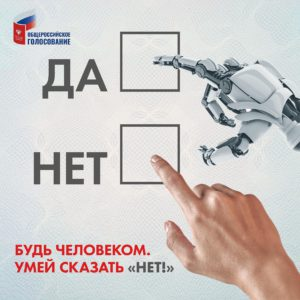 ОБЩЕРОССИЙСКОЕ
ГОЛОСОВАНИЕ
ДА
НЕТ
БУДЬ ЧЕЛОВЕКОМ.
УМЕЙ СКАЗАТЬ «НЕТ!»